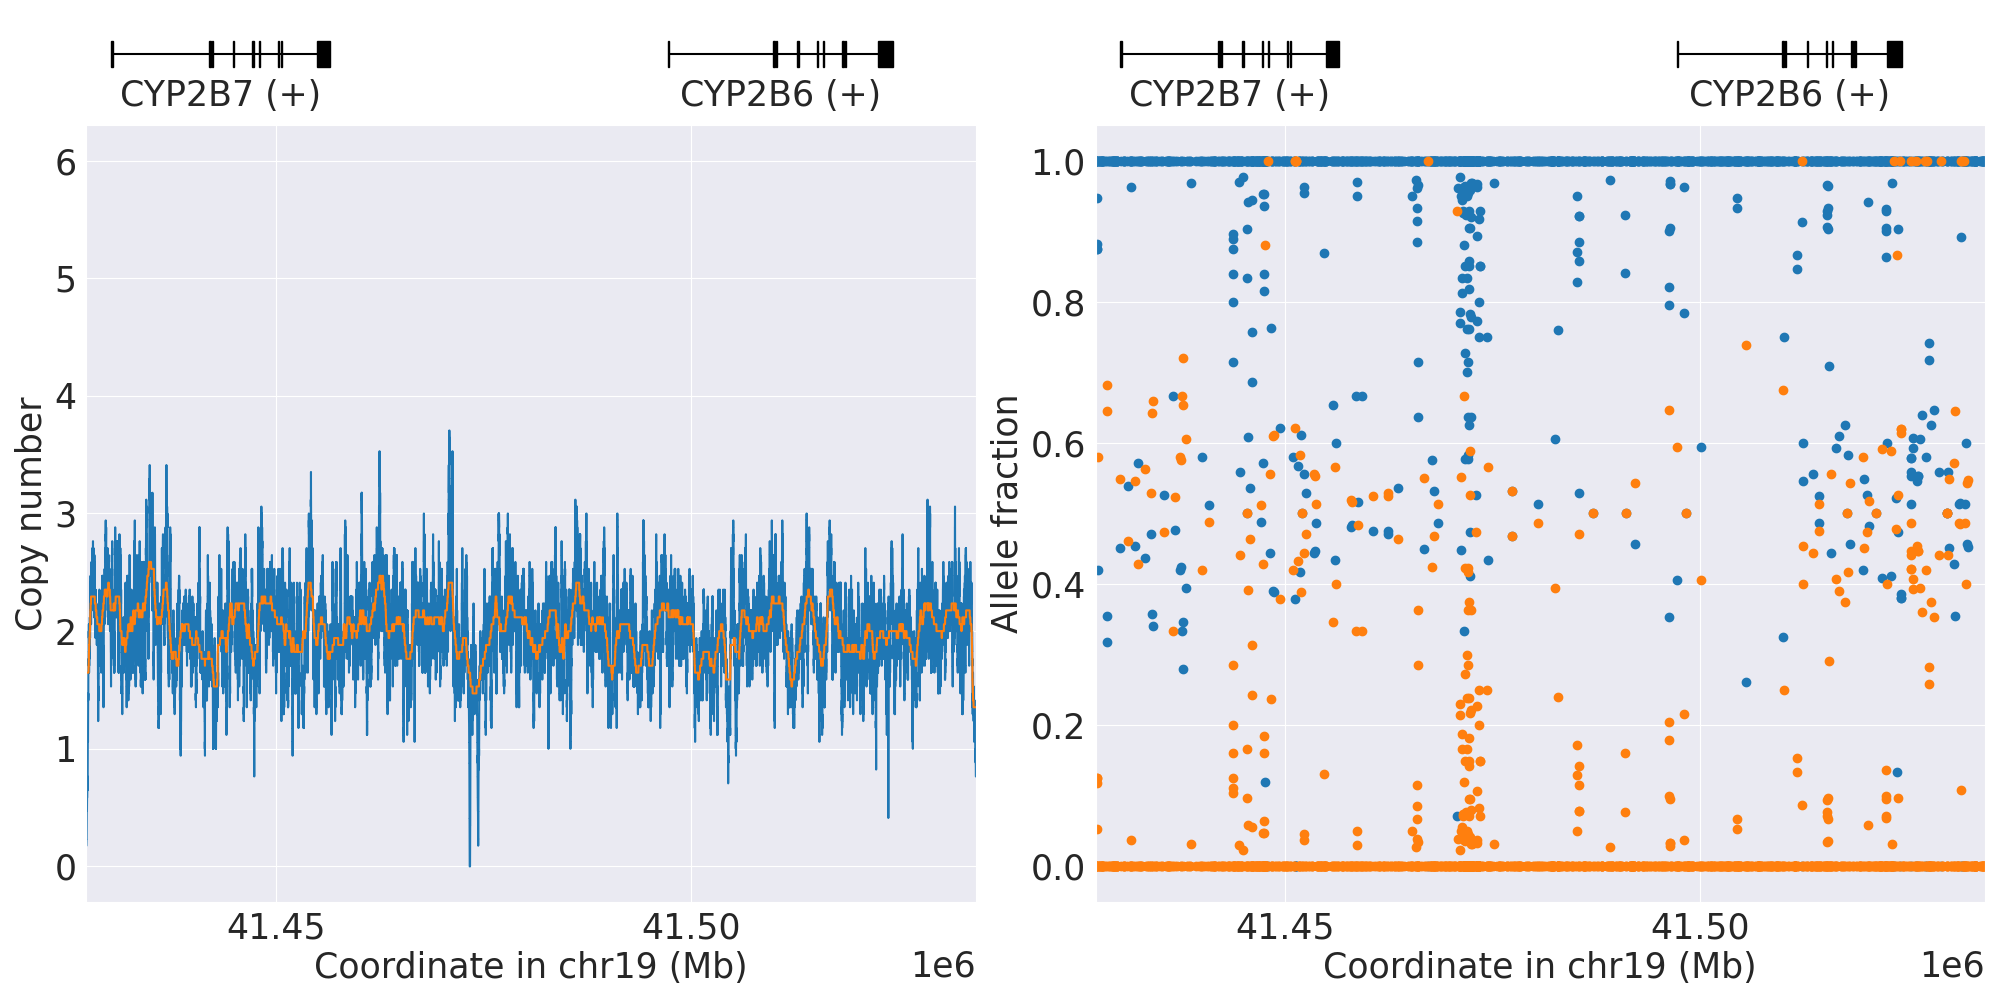 CYP2B7 (+)
CYP2B6 (+)
CYP2B7 (+)
CYP2B6 (+)
Copy number
6
5
4
3
2
1
0
41.45
41.50
Coordinate in chr19 (Mb)
1e6
Allele fraction
1.0
0.8
0.6
0.4
0.2
0.0
41.45
41.50
Coordinate in chr19 (Mb)
1e6